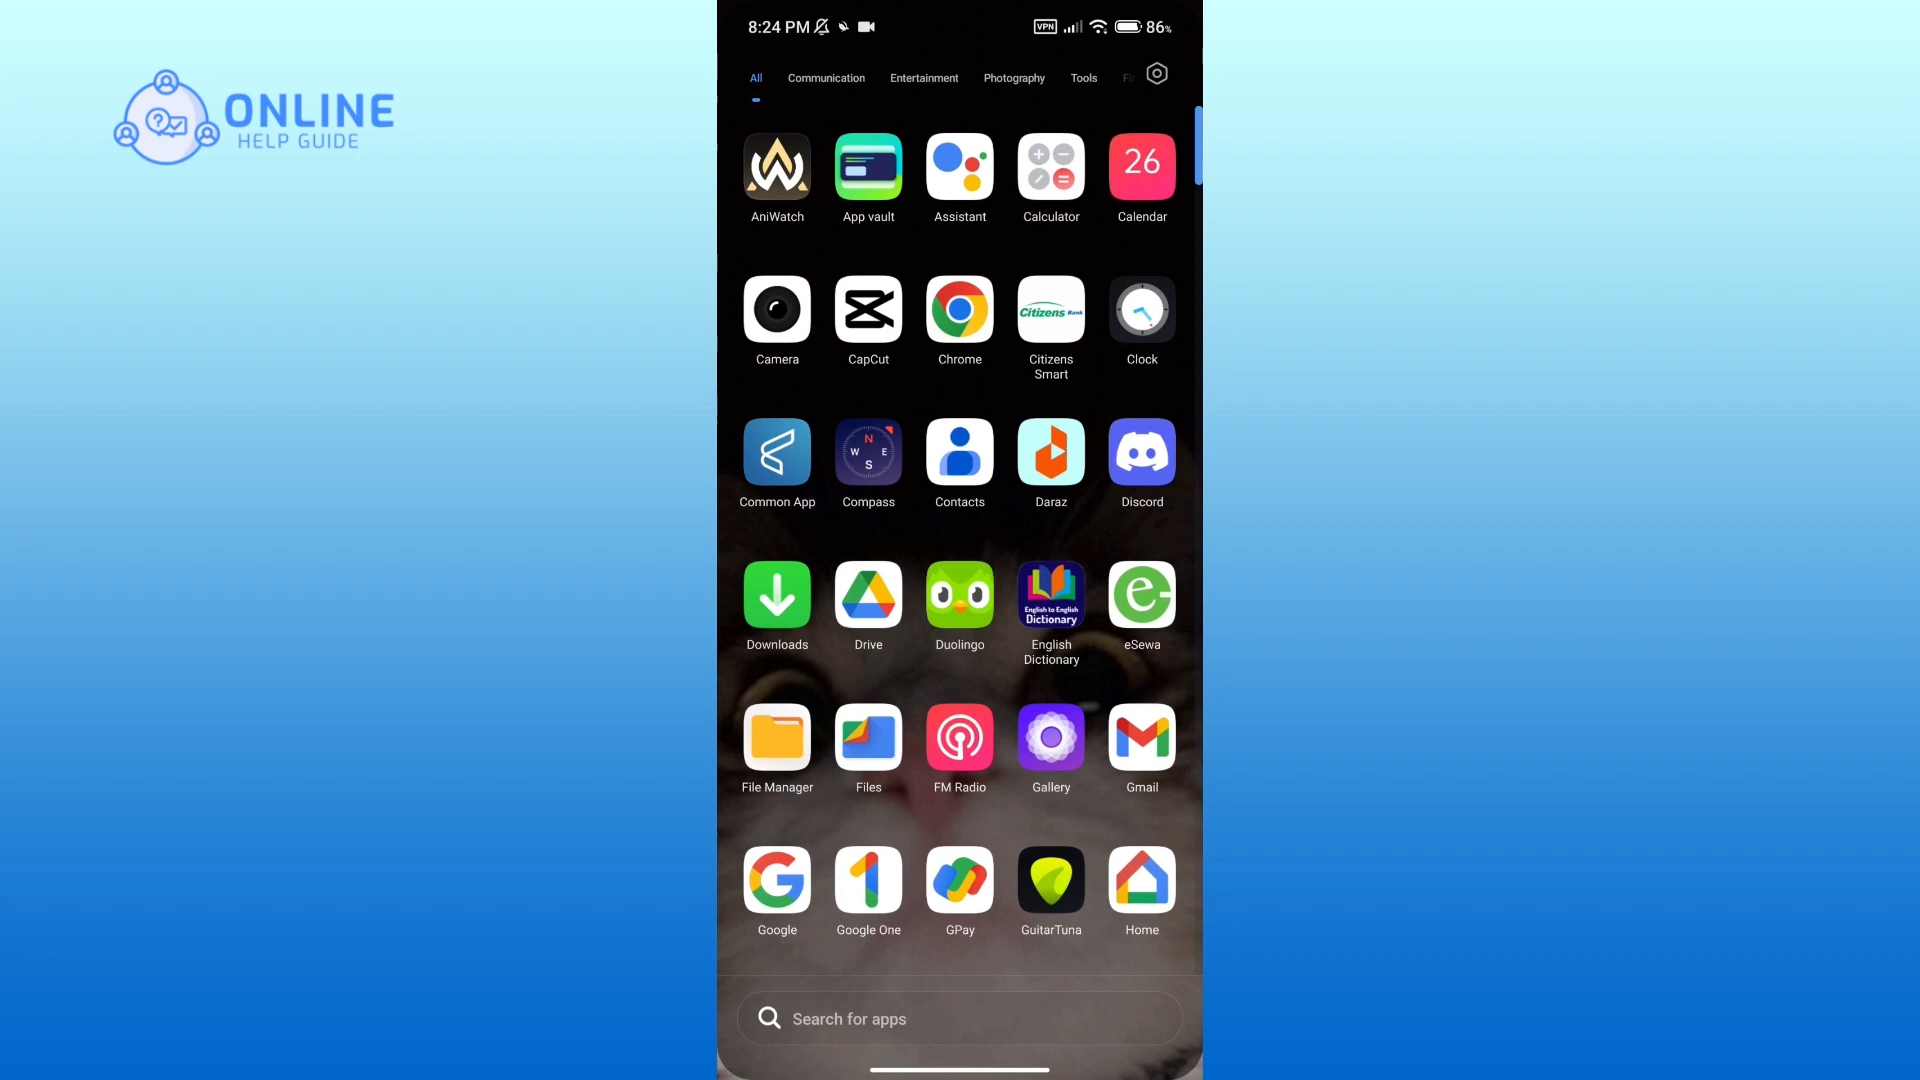 8:24 PM VPN 86%
ONLINE
HELP GUIDE
All Communication Entertainment Photography Tools
26
AniWatch App vault Assistant Calculator Calendar
Citizens Bank
Camera CapCut Chrome Citizens Smart Clock
N
W E
S
Common App Compass Contacts Daraz Discord
English to English
Dictionary
Downloads Drive Duolingo English Dictionary eSewa
File Manager Files FM Radio Gallery Gmail
Google Google One GPay GuitarTuna Home
Search for apps